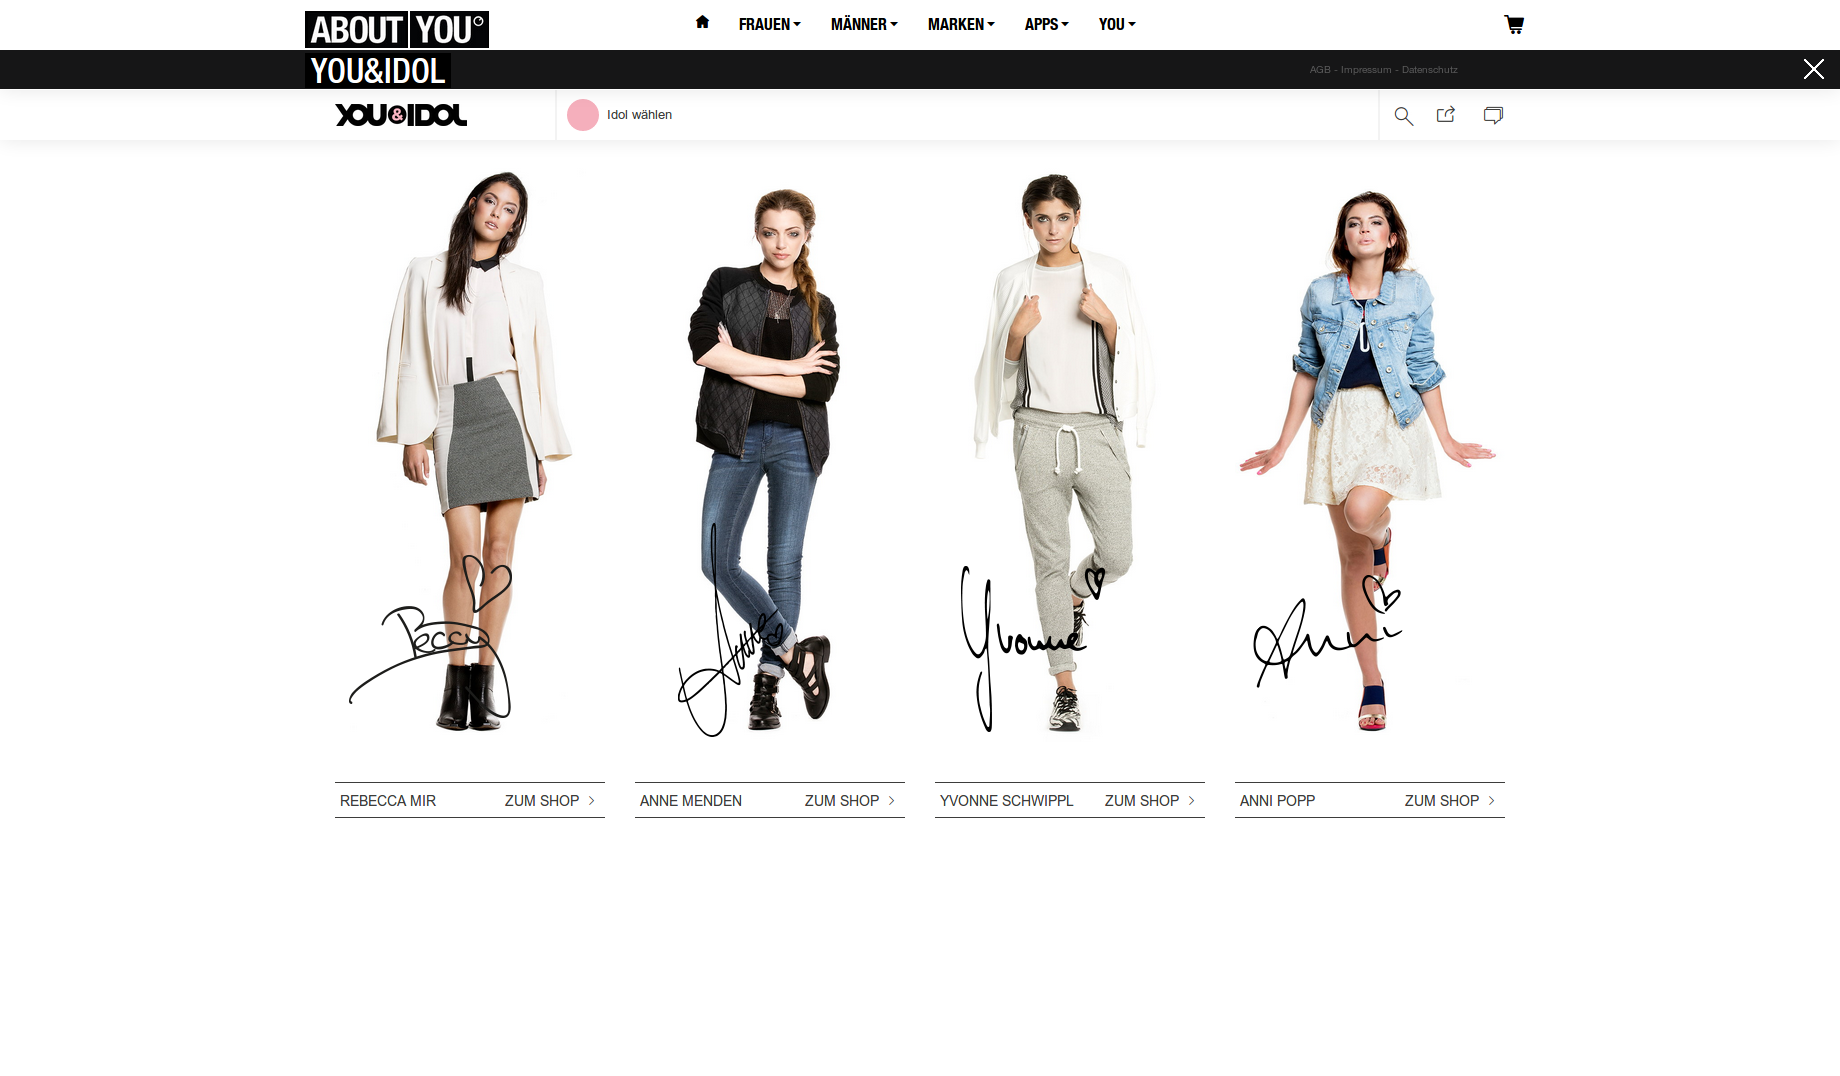 ABOUT YOU
FRAUEN
MÄNNER
MARKEN
APPS
YOU
YOU&IDOL
AGB - Impressum - Datenschutz
YOU&IDOL
Idol wählen
Beccy
Anne
Yvonne
Anni
REBECCA MIR ZUM SHOP
ANNE MENDEN ZUM SHOP
YVONNE SCHWIPPL ZUM SHOP
ANNI POPP ZUM SHOP